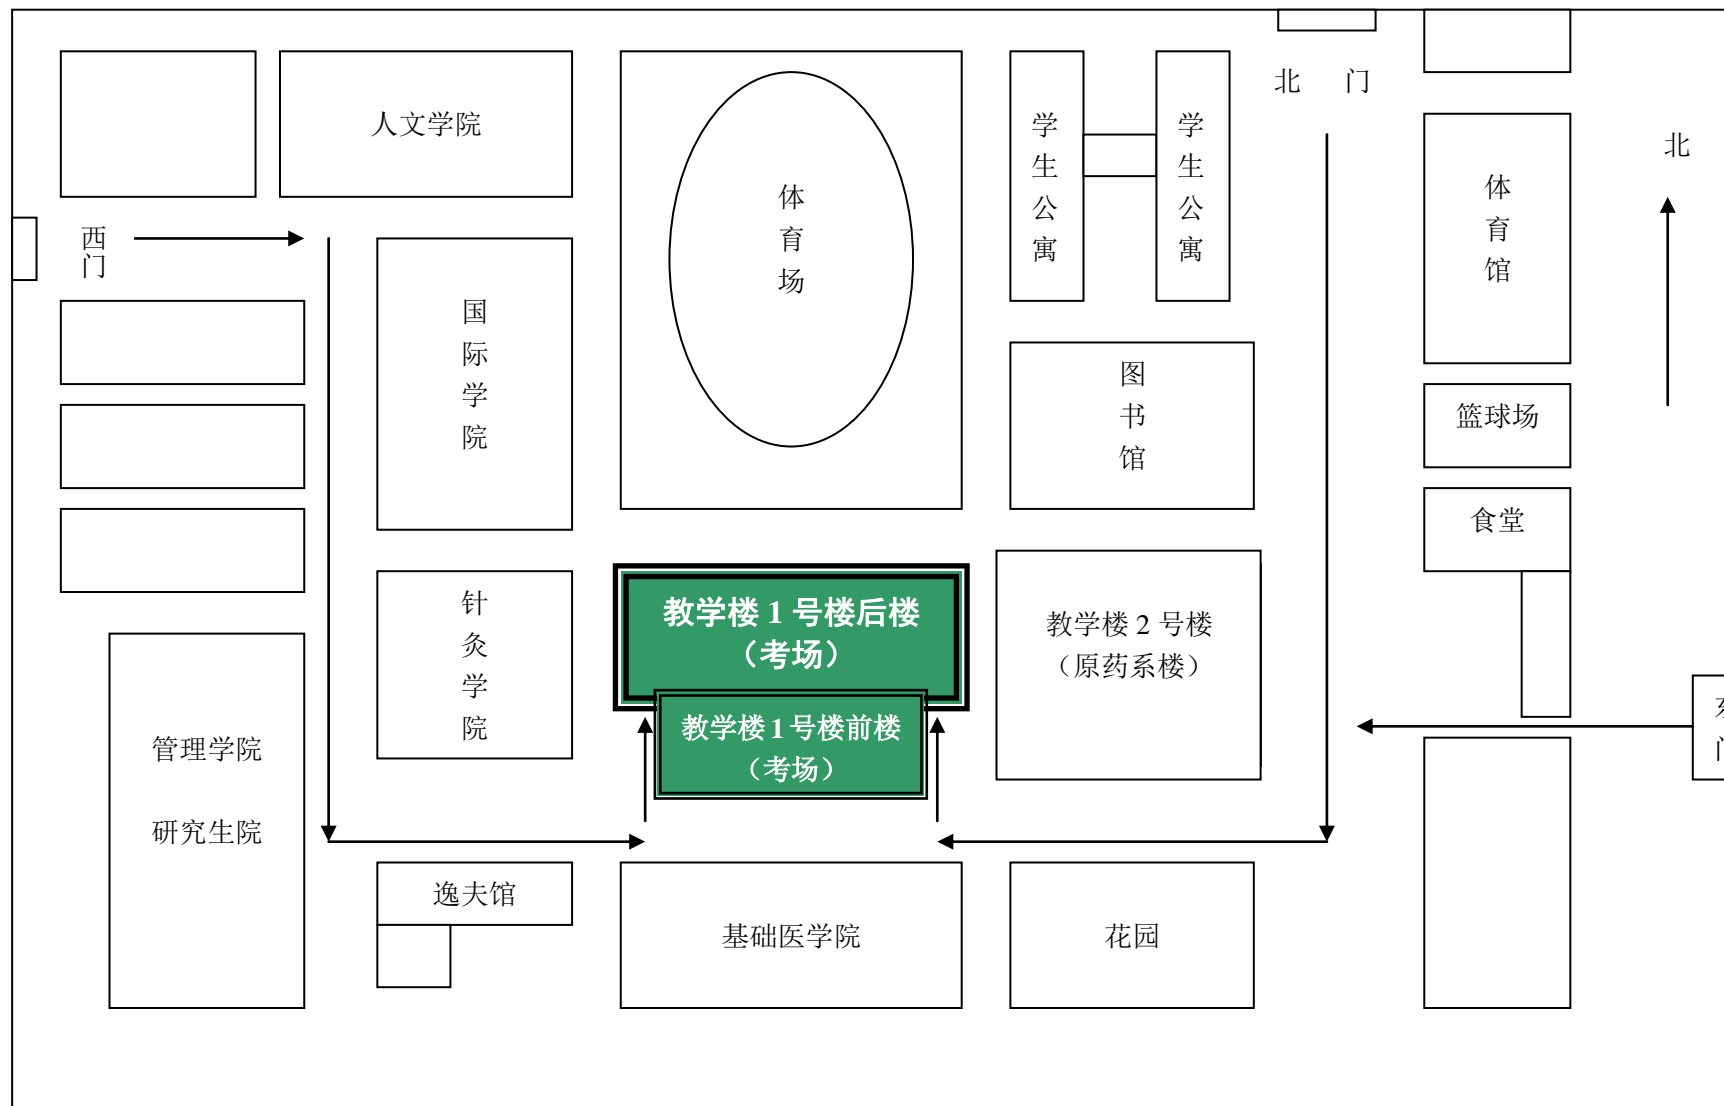 北 门
人文学院
学生公寓
学生公寓
体育场
北
体育馆
西门
国际学院
图书馆
篮球场
食堂
针灸学院
教学楼 1 号楼后楼
（考场）
教学楼 2 号楼
（原药系楼）
教学楼 1 号楼前楼
（考场）
管理学院
研究生院
逸夫馆
基础医学院
花园